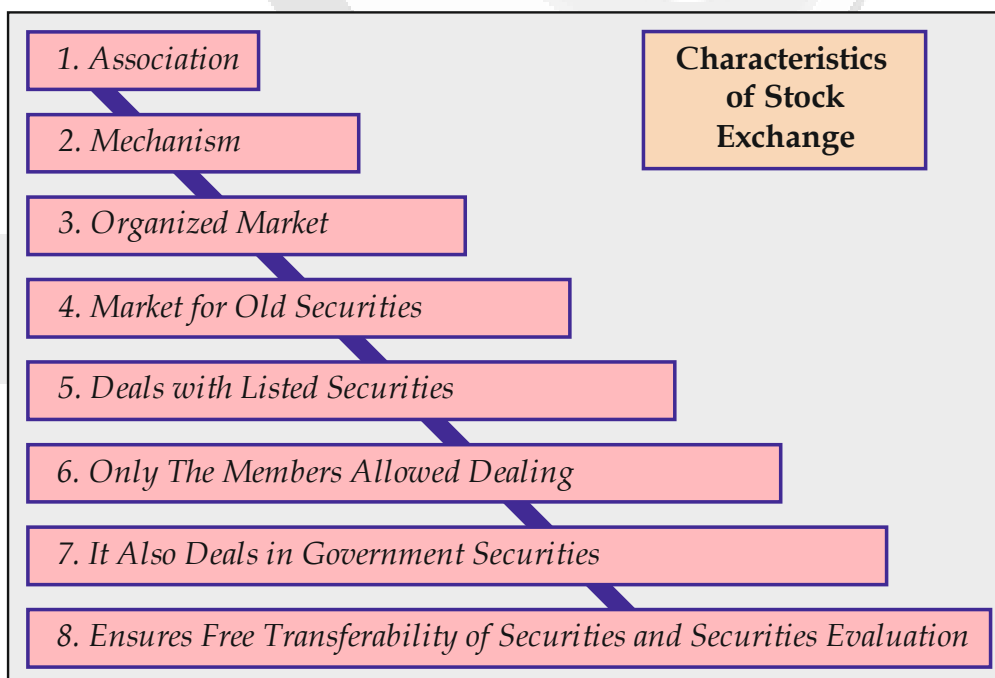 1. Association
Characteristics
of Stock
Exchange
2. Mechanism
3. Organized Market
4. Market for Old Securities
5. Deals with Listed Securities
6. Only The Members Allowed Dealing
7. It Also Deals in Government Securities
8. Ensures Free Transferability of Securities and Securities Evaluation